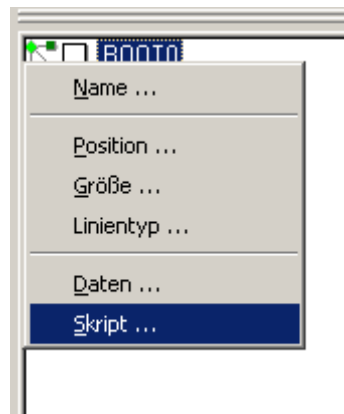 ROOT0
Name ...
Position ...
Größe ...
Linientyp ...
Daten ...
Skript ...